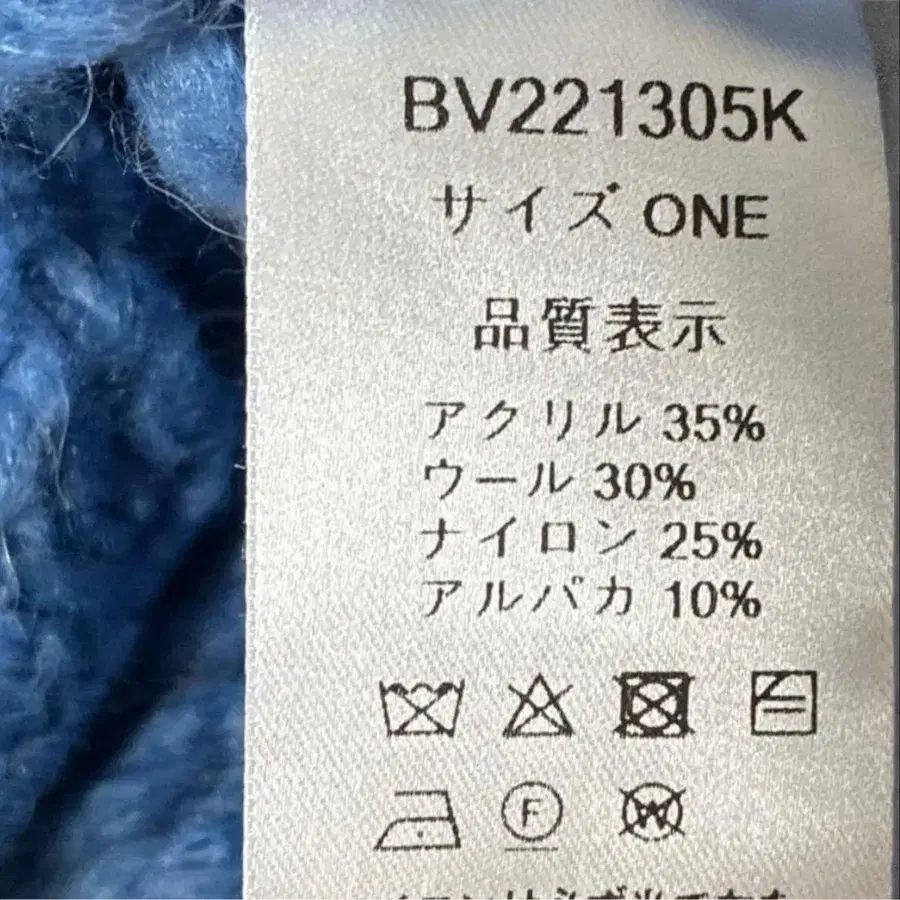 BV221305K
サイズ ONE
品質表示
アクリル 35%
ウール 30%
ナイロン 25%
アルパカ 10%
F
W